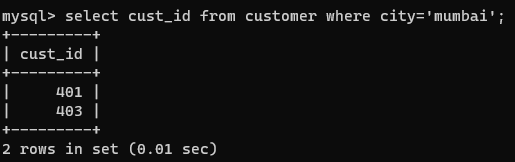 mysql> select cust_id from customer where city='mumbai';
+---------+
| cust_id |
+---------+
|     401 |
|     403 |
+---------+
2 rows in set (0.01 sec)